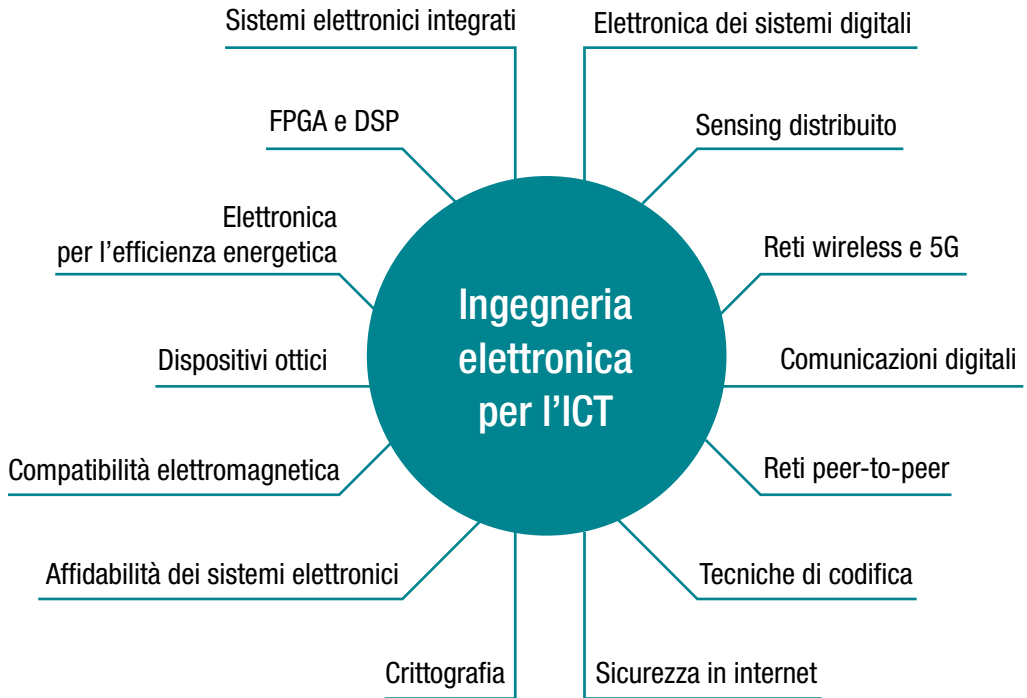 Sistemi elettronici integrati
Elettronica dei sistemi digitali
FPGA e DSP
Sensing distribuito
Elettronica
per l'efficienza energetica
Reti wireless e 5G
Ingegneria
elettronica
per l'ICT
Dispositivi ottici
Comunicazioni digitali
Compatibilità elettromagnetica
Reti peer-to-peer
Affidabilità dei sistemi elettronici
Tecniche di codifica
Crittografia
Sicurezza in internet